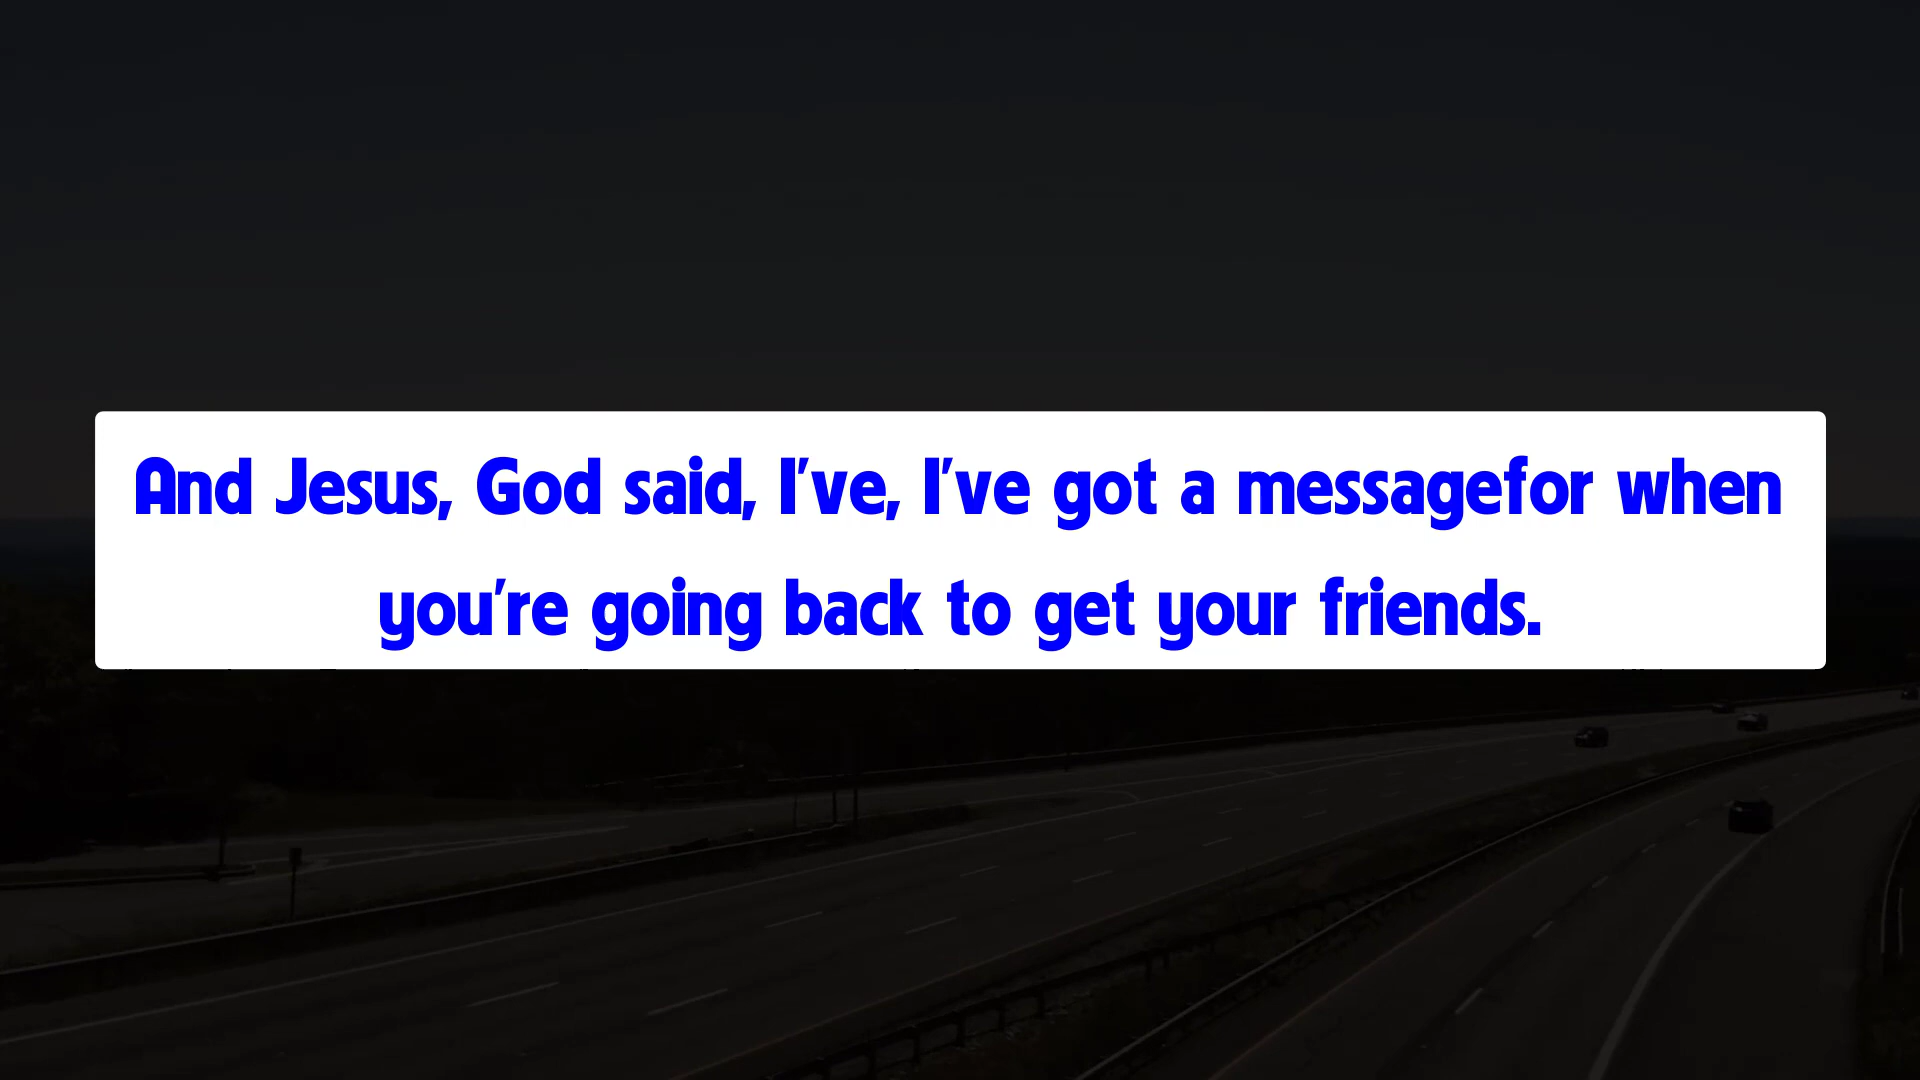 And Jesus, God said, I've, I've got a messagefor when
you're going back to get your friends.